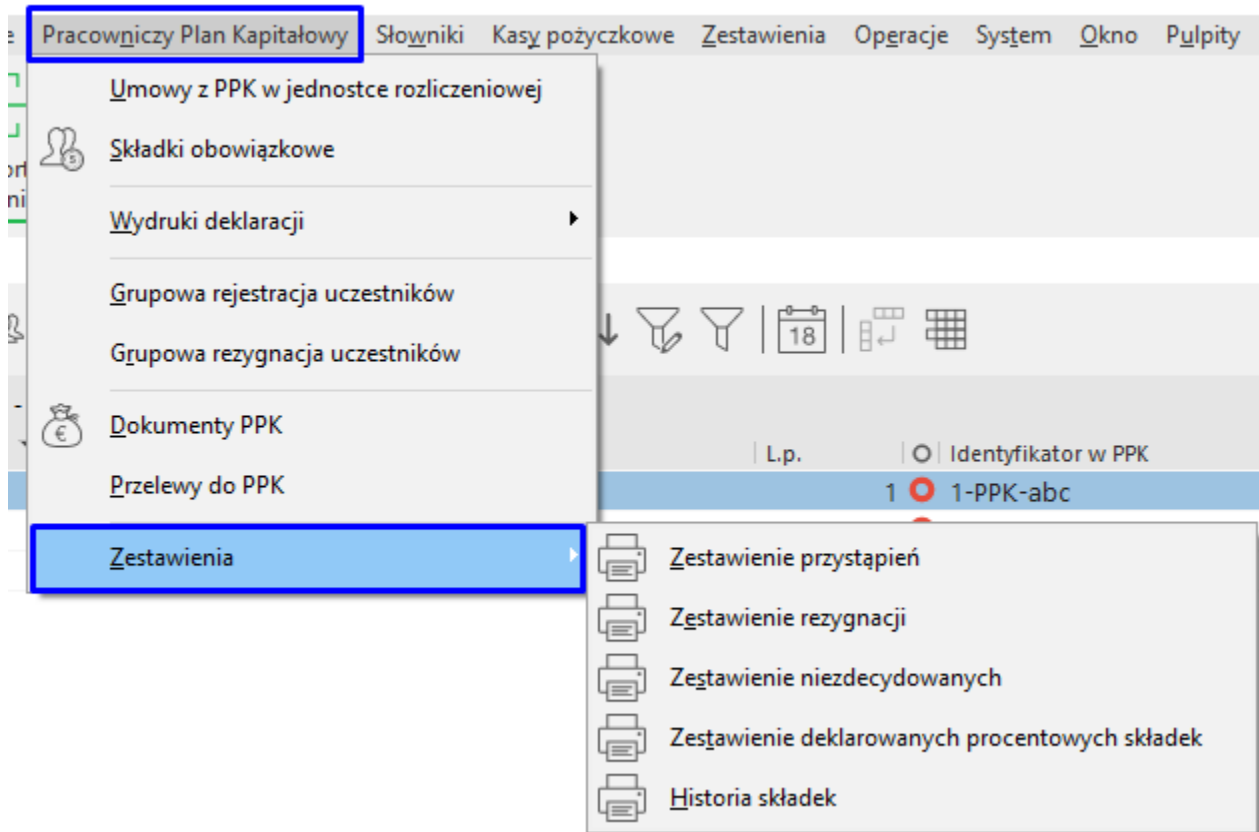 Pracowniczy Plan Kapitałowy Słowniki Kasy pożyczkowe Zestawienia Operacje System Okno Pulpity
Umowy z PPK w jednostce rozliczeniowej
Składki obowiązkowe
Wydruki deklaracji
Grupowa rejestracja uczestników
Grupowa rezygnacja uczestników
18
Dokumenty PPK
L.p. Identyfikator w PPK
Przelewy do PPK
1 1-PPK-abc
Zestawienia
Zestawienie przystąpień
Zestawienie rezygnacji
Zestawienie niezdecydowanych
Zestawienie deklarowanych procentowych składek
Historia składek